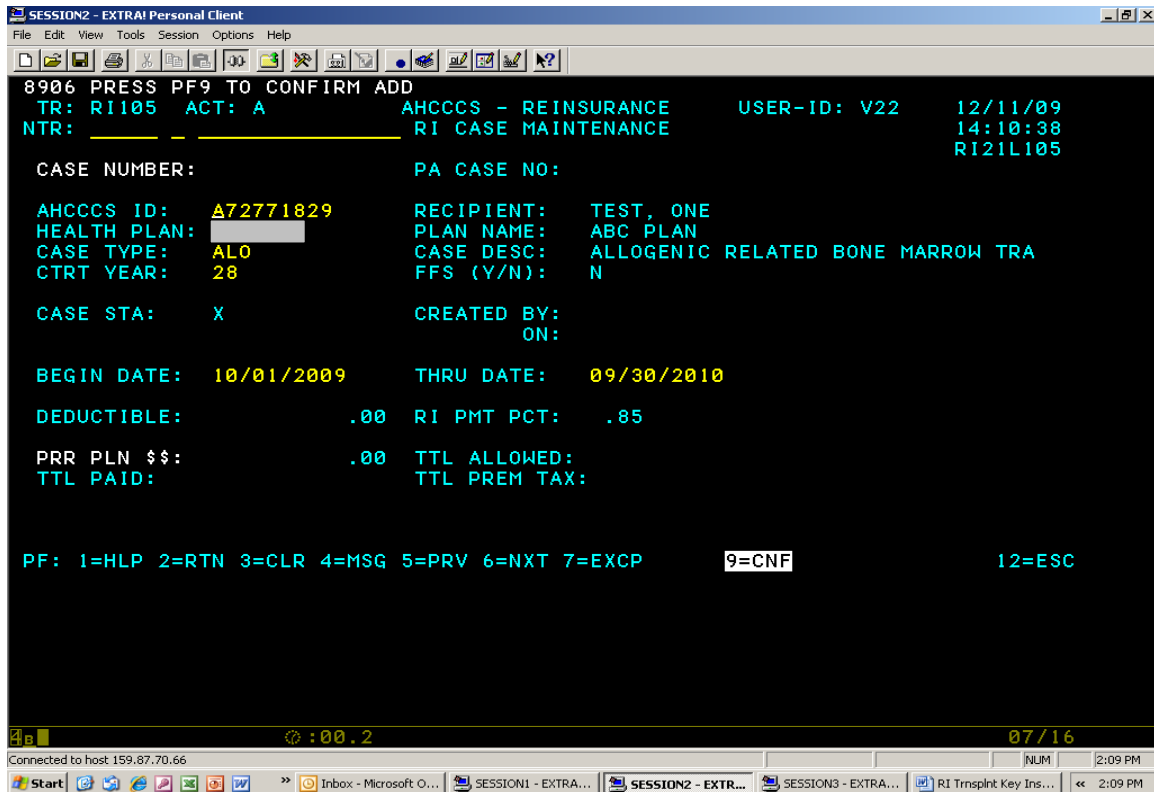 SESSION2 - EXTRA! Personal Client
File Edit View Tools Session Options Help
8906 PRESS PF9 TO CONFIRM ADD
TR: RI105 ACT: A AHCCCS - REINSURANCE USER-ID: V22 12/11/09
NTR: ______ _ __________________ RI CASE MAINTENANCE 14:10:38
RI21L105
CASE NUMBER: PA CASE NO:
AHCCCS ID: A72771829 RECIPIENT: TEST, ONE
HEALTH PLAN: PLAN NAME: ABC PLAN
CASE TYPE: ALO CASE DESC: ALLOGENIC RELATED BONE MARROW TRA
CTRT YEAR: 28 FFS (Y/N): N
CASE STA: X CREATED BY:
ON:
BEGIN DATE: 10/01/2009 THRU DATE: 09/30/2010
DEDUCTIBLE: .00 RI PMT PCT: .85
PRR PLN $$: .00 TTL ALLOWED:
TTL PAID: TTL PREM TAX:
PF: 1=HLP 2=RTN 3=CLR 4=MSG 5=PRV 6=NXT 7=EXCP 9=CNF 12=ESC
4B :00.2 07/16
Connected to host 159.87.70.66 NUM 2:09 PM
Start » Inbox - Microsoft O... SESSION1 - EXTRA... SESSION2 - EXTR... SESSION3 - EXTRA... RI Trnsplnt Key Ins... « 2:09 PM